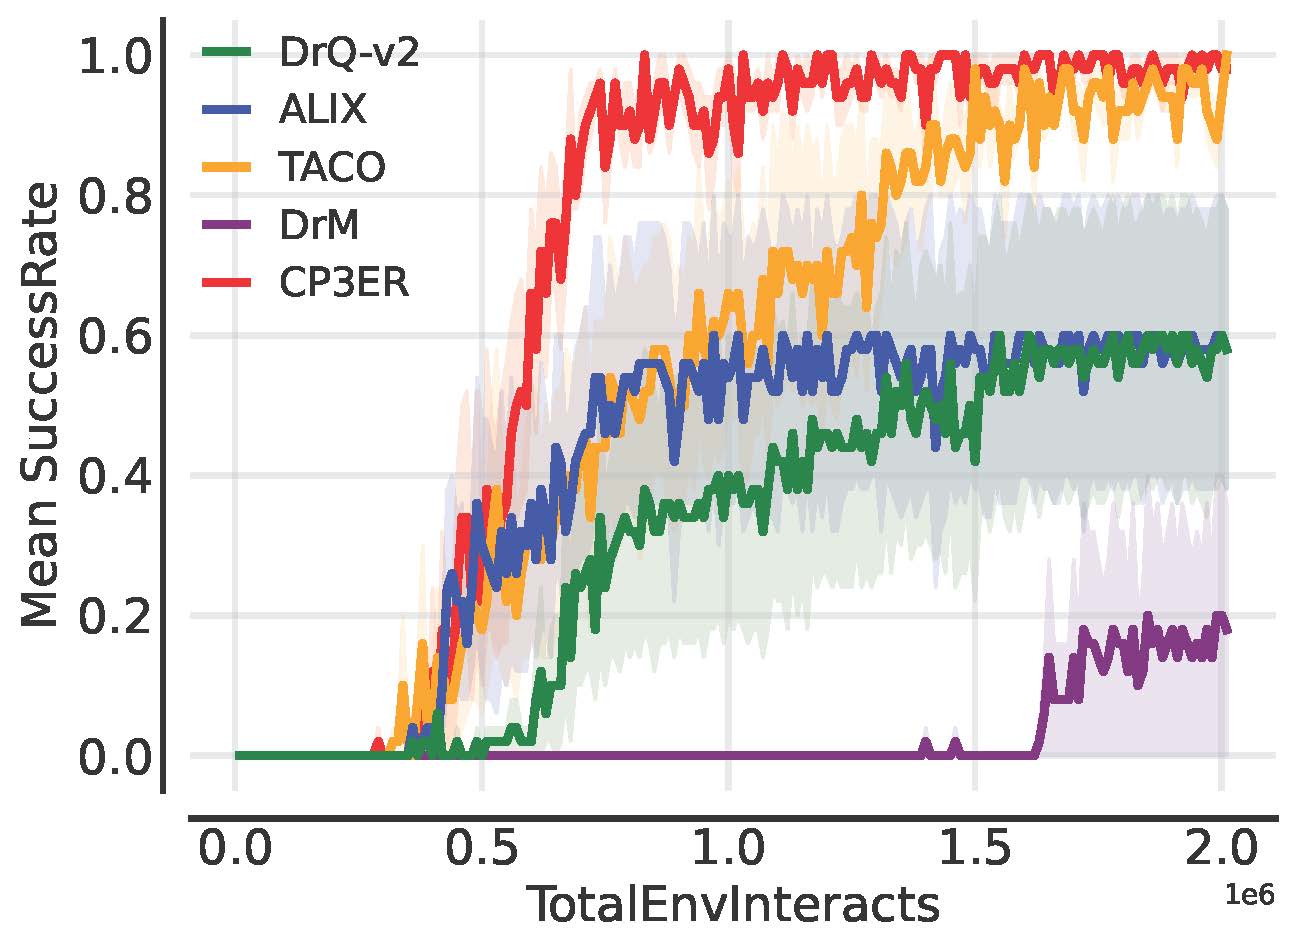 DrQ-v2
ALIX
TACO
DrM
CP3ER
Mean SuccessRate
1.0
0.8
0.6
0.4
0.2
0.0
0.0 0.5 1.0 1.5 2.0
1e6
TotalEnvInteracts